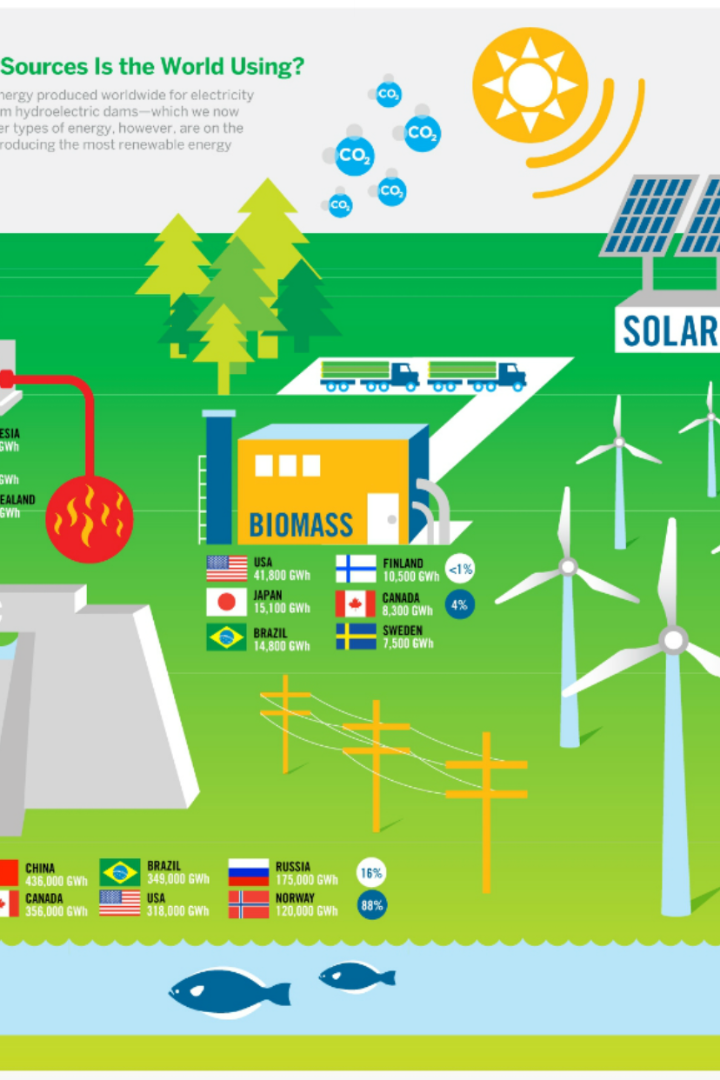 Sources Is the World Using?
nergy produced worldwide for electricity
m hydroelectric dams—which we now
er types of energy, however, are on the
roducing the most renewable energy
CO2
CO2
CO2
CO2
CO2
SOLAR
ESIA
GWh
GWh
EALAND
GWh
BIOMASS
USA
41,800 GWh
JAPAN
15,100 GWh
BRAZIL
14,800 GWh
FINLAND
10,500 GWh
CANADA
8,300 GWh
SWEDEN
7,500 GWh
<1%
4%
CHINA
436,000 GWh
CANADA
356,000 GWh
BRAZIL
349,000 GWh
USA
318,000 GWh
RUSSIA
175,000 GWh
NORWAY
120,000 GWh
16%
88%